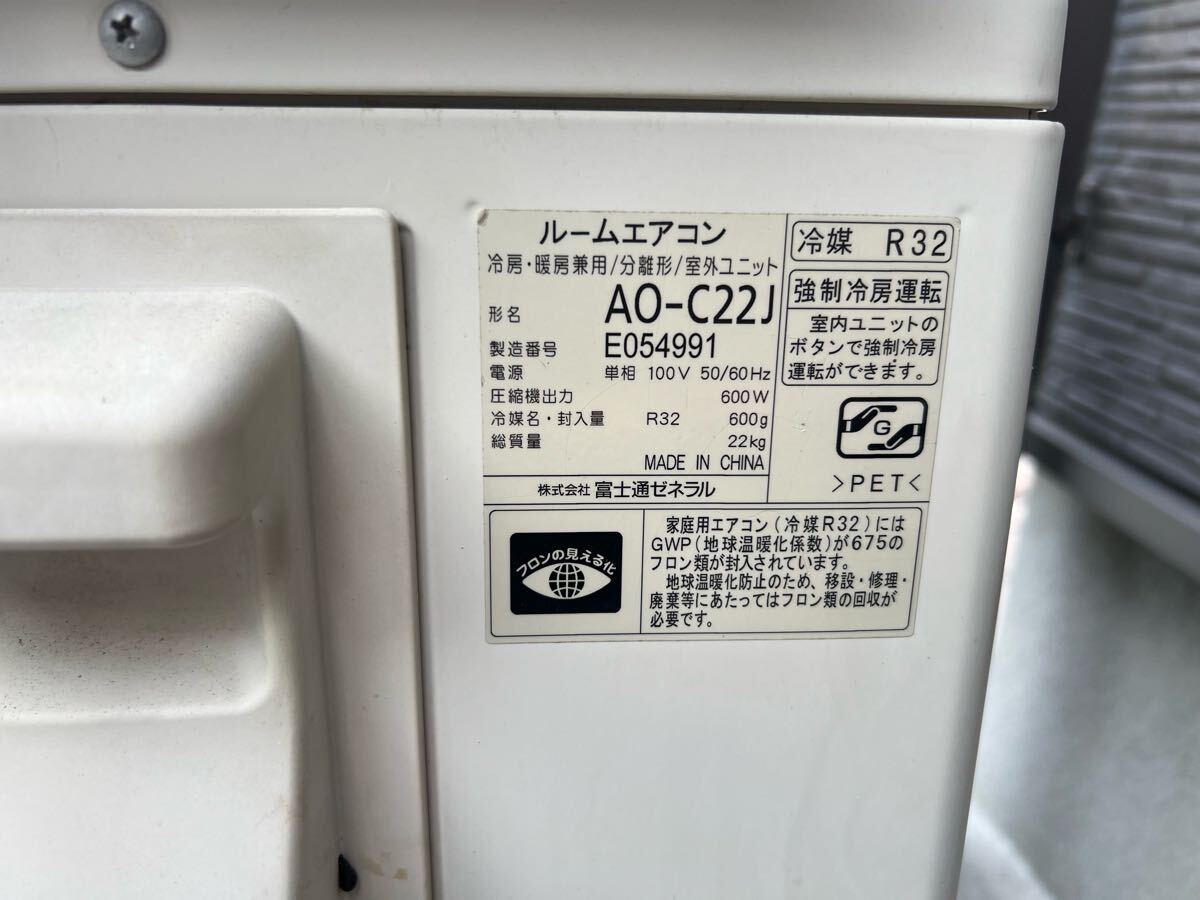 ルームエアコン
冷房・暖房兼用/分離形/室外ユニット
形名 AO-C22J
製造番号 E054991
電源 単相 100V 50/60Hz
圧縮機出力 600W
冷媒名・封入量 R32 600g
総質量 22kg
MADE IN CHINA
株式会社 富士通ゼネラル
冷媒 R32
強制冷房運転
室内ユニットの
ボタンで強制冷房
運転ができます。
G
>PET<
フロンの見える化
家庭用エアコン(冷媒R32)には
GWP(地球温暖化係数)が675の
フロン類が封入されています。
地球温暖化防止のため、移設・修理・
廃棄等にあたってはフロン類の回収が
必要です。